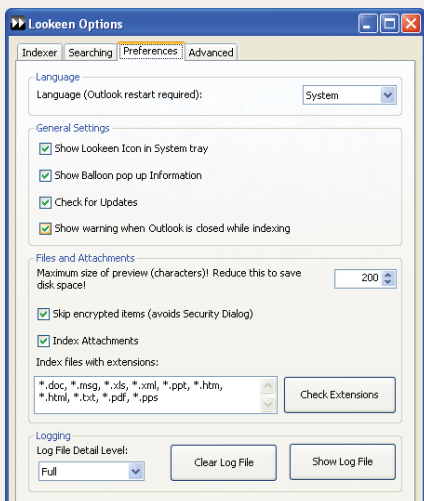 Lookeen Options
Indexer Searching Preferences Advanced
Language
Language (Outlook restart required): System
General Settings
Show Lookeen Icon in System tray
Show Balloon pop up Information
Check for Updates
Show warning when Outlook is closed while indexing
Files and Attachments
Maximum size of preview (characters)! Reduce this to save
disk space!
200
Skip encrypted items (avoids Security Dialog)
Index Attachments
Index files with extensions:
*.doc, *.msg, *.xls, *.xml, *.ppt, *.htm,
*.html, *.txt, *.pdf, *.pps
Check Extensions
Logging
Log File Detail Level:
Full
Clear Log File
Show Log File